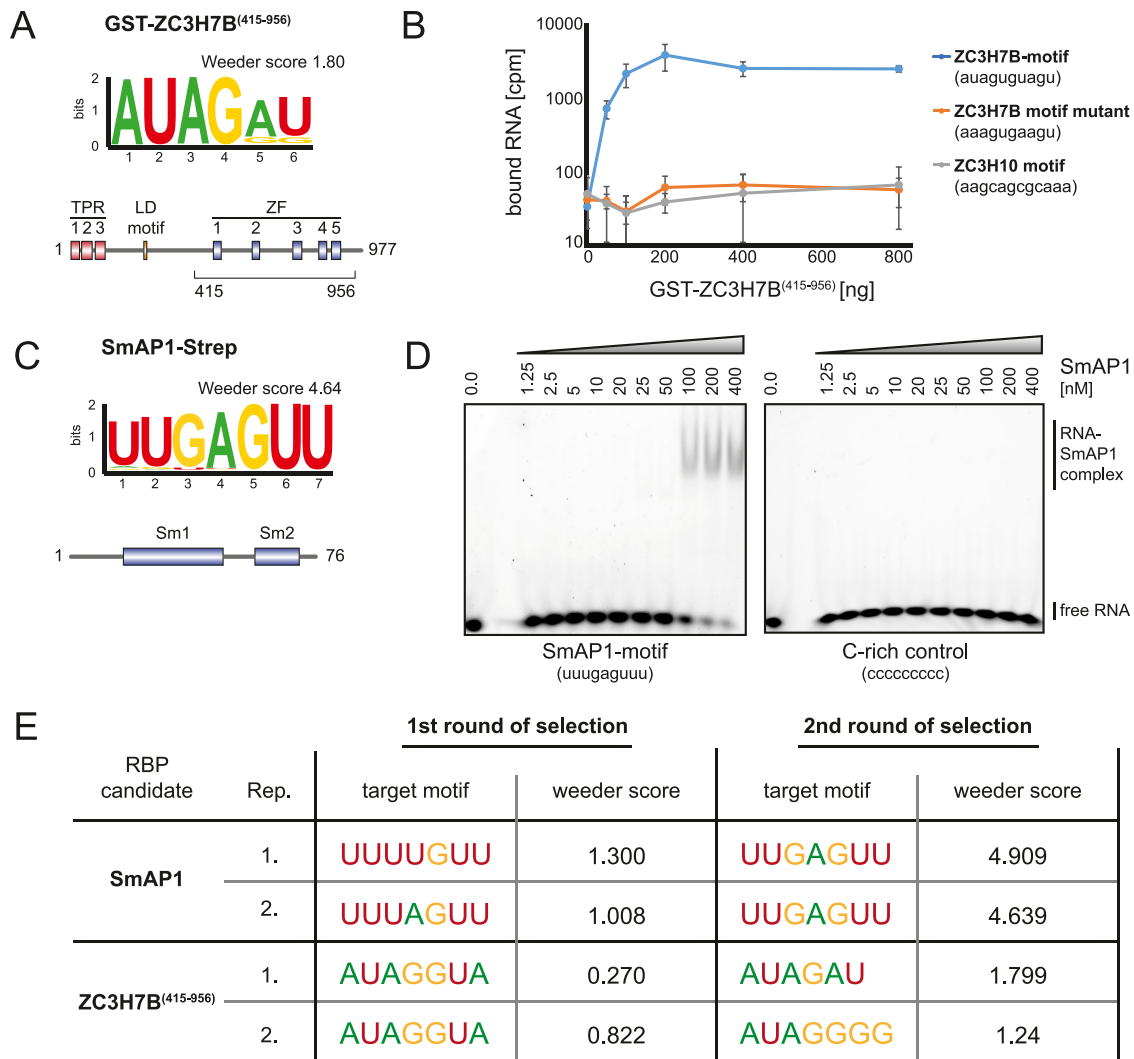 A
GST-ZC3H7B(415-956)
Weeder score 1.80
bits
2
1
0
AUAGAU
GG
1 2 3 4 5 6
TPR LD ZF
1 2 3 motif 1 2 3 4 5
1 977
415 956
B
bound RNA [cpm]
10000
1000
100
10
0 200 400 600 800
GST-ZC3H7B(415-956) [ng]
ZC3H7B-motif
(auaguguagu)
ZC3H7B motif mutant
(aaagugaagu)
ZC3H10 motif
(aagcagcgcaaa)
C
SmAP1-Strep
Weeder score 4.64
bits
2
1
0
UUGAGUU
1 2 3 4 5 6 7
Sm1 Sm2
1 76
D
0.0 1.25 2.5 5 10 20 25 50 100 200 400
0.0 1.25 2.5 5 10 20 25 50 100 200 400
SmAP1
[nM]
RNA-
SmAP1
complex
free RNA
SmAP1-motif
(uuugaguuu)
C-rich control
(ccccccccc)
E
1st round of selection 2nd round of selection
RBP
candidate Rep. target motif weeder score target motif weeder score
SmAP1
1. UUUUGUU 1.300 UUGAGUU 4.909
2. UUUAGUU 1.008 UUGAGUU 4.639
ZC3H7B(415-956)
1. AUAGGUA 0.270 AUAGAU 1.799
2. AUAGGUA 0.822 AUAGGGG 1.24